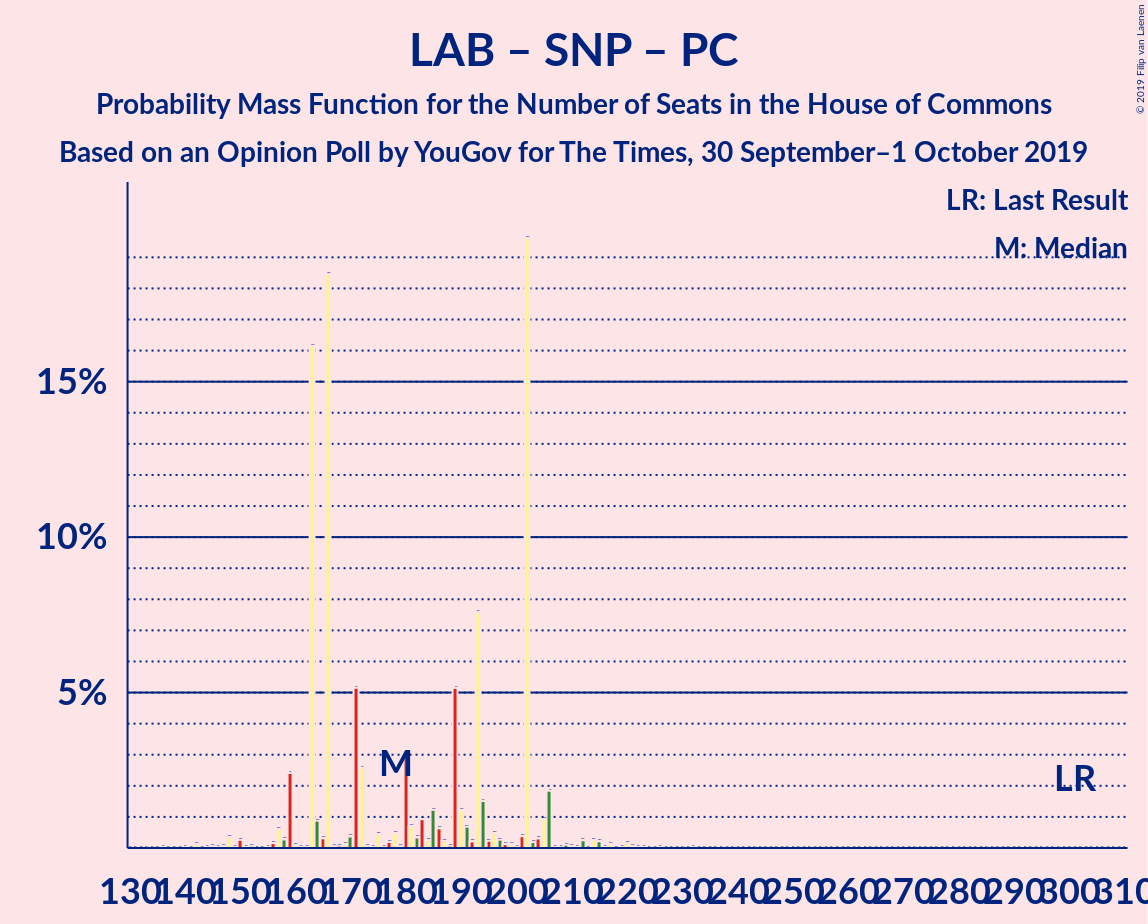 LAB – SNP – PC
Probability Mass Function for the Number of Seats in the House of Commons
Based on an Opinion Poll by YouGov for The Times, 30 September–1 October 2019
© 2019 Filip van Laenen
LR: Last Result
M: Median
15%
10%
5%
M
LR
130 140 150 160 170 180 190 200 210 220 230 240 250 260 270 280 290 300 310